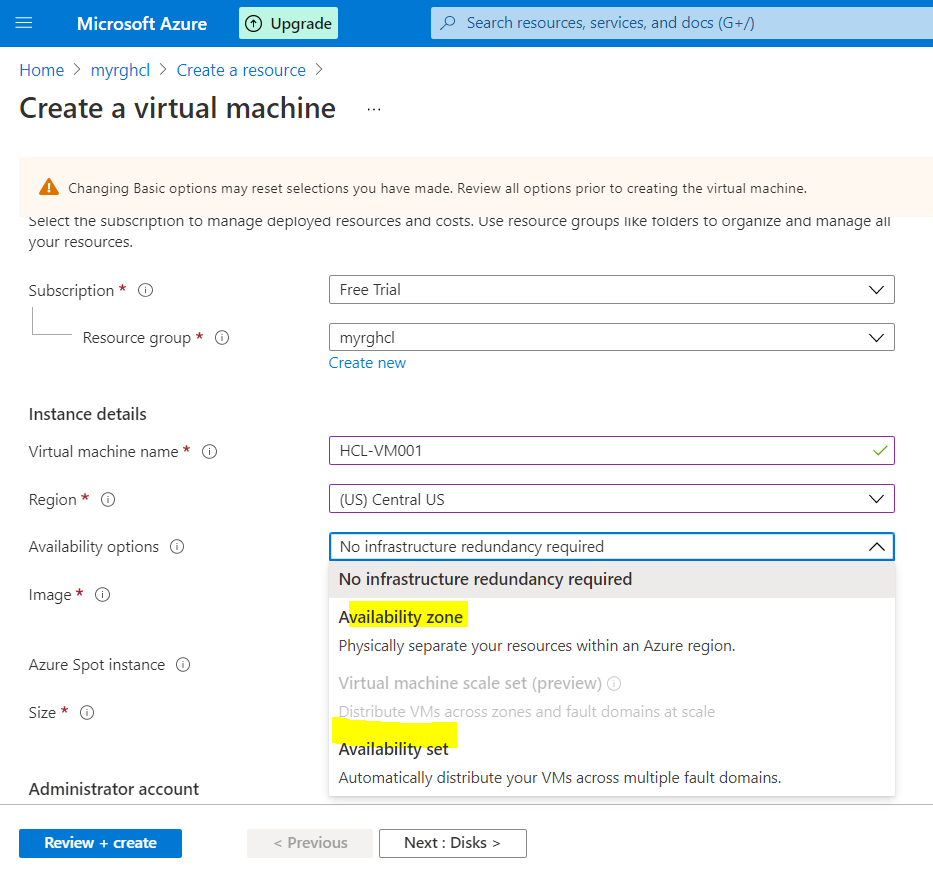 Microsoft Azure
Upgrade
Search resources, services, and docs (G+/)
Home > myrghcl > Create a resource >
Create a virtual machine ...
Changing Basic options may reset selections you have made. Review all options prior to creating the virtual machine.
Select the subscription to manage deployed resources and costs. Use resource groups like folders to organize and manage all
your resources.
Subscription *
Free Trial
Resource group *
myrghcl
Create new
Instance details
Virtual machine name *
HCL-VM001
Region *
(US) Central US
Availability options
No infrastructure redundancy required
No infrastructure redundancy required
Image *
Availability zone
Physically separate your resources within an Azure region.
Azure Spot instance
Virtual machine scale set (preview)
Distribute VMs across zones and fault domains at scale
Size *
Availability set
Automatically distribute your VMs across multiple fault domains.
Administrator account
Review + create
< Previous
Next : Disks >